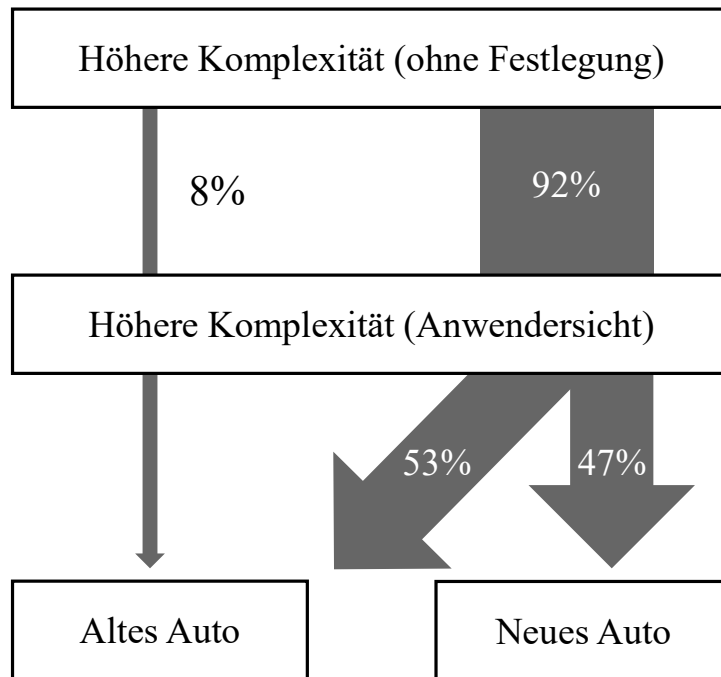 Höhere Komplexität (ohne Festlegung)
8%
92%
Höhere Komplexität (Anwendersicht)
53%
47%
Altes Auto
Neues Auto